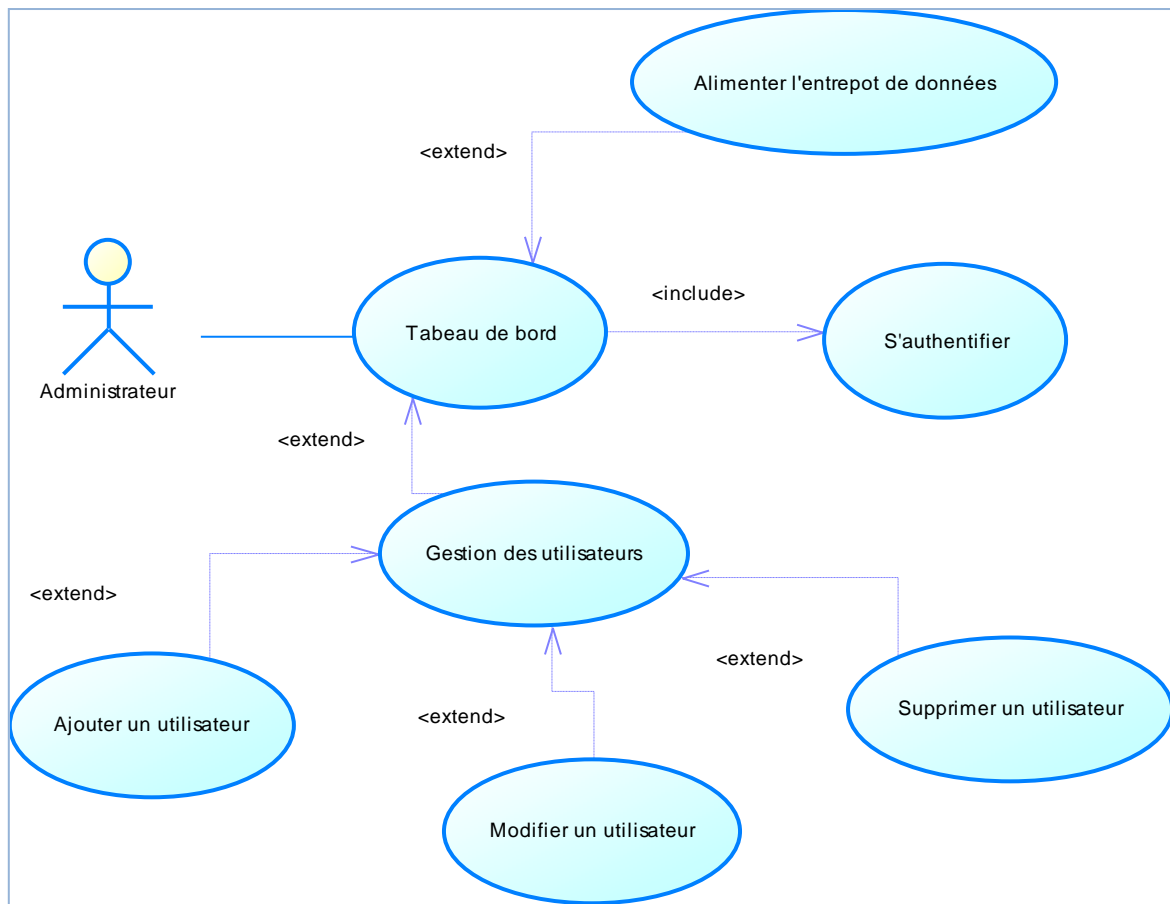 Alimenter l'entrepot de données
<extend>
<include>
Tabeau de bord
S'authentifier
Administrateur
<extend>
Gestion des utilisateurs
<extend>
<extend>
Supprimer un utilisateur
<extend>
Ajouter un utilisateur
Modifier un utilisateur